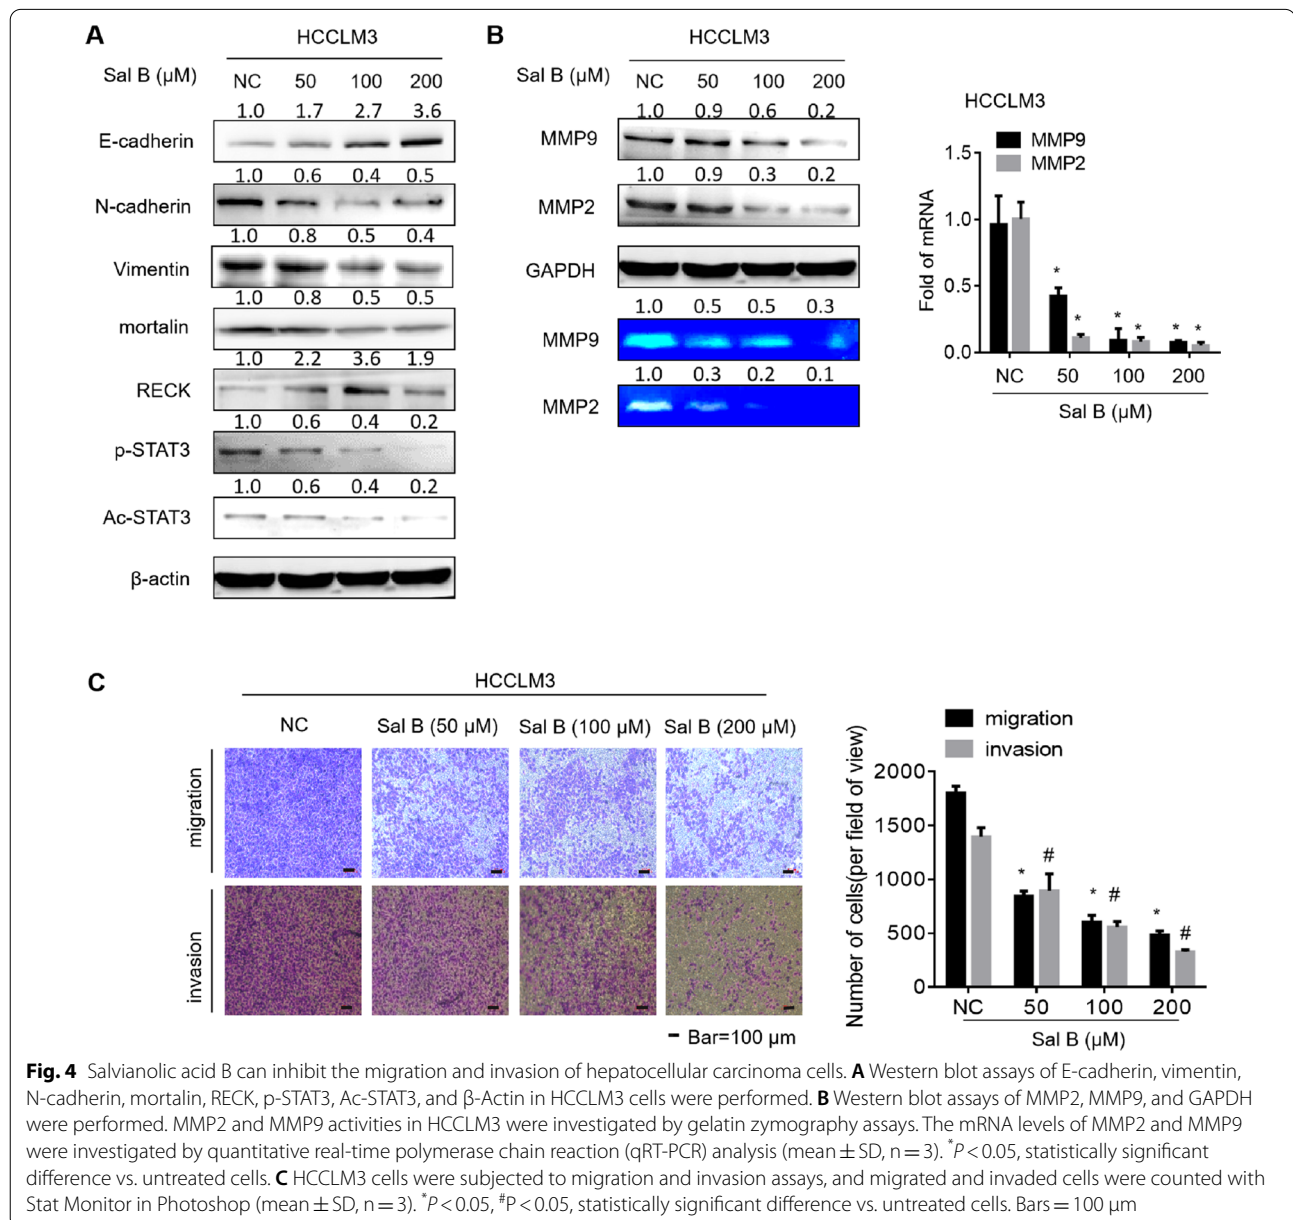 A
HCCLM3
Sal B (μM)
NC 50 100 200
1.0 1.7 2.7 3.6
E-cadherin
1.0 0.6 0.4 0.5
N-cadherin
1.0 0.8 0.5 0.4
Vimentin
1.0 0.8 0.5 0.5
mortalin
1.0 2.2 3.6 1.9
RECK
1.0 0.6 0.4 0.2
p-STAT3
1.0 0.6 0.4 0.2
Ac-STAT3
β-actin
B
HCCLM3
Sal B (μM)
NC 50 100 200
1.0 0.9 0.6 0.2
MMP9
1.0 0.9 0.3 0.2
MMP2
GAPDH
1.0 0.5 0.5 0.3
MMP9
1.0 0.3 0.2 0.1
MMP2
HCCLM3
MMP9
MMP2
Fold of mRNA
1.5
1.0
0.5
0.0
* * * * * *
NC 50 100 200
Sal B (μM)
C
HCCLM3
NC Sal B (50 μM) Sal B (100 μM) Sal B (200 μM)
migration
invasion
Bar=100 μm
migration
invasion
Number of cells(per field of view)
2000
1500
1000
500
0
* # * # * #
NC 50 100 200
Sal B (μM)
Fig. 4 Salvianolic acid B can inhibit the migration and invasion of hepatocellular carcinoma cells. A Western blot assays of E-cadherin, vimentin,
N-cadherin, mortalin, RECK, p-STAT3, Ac-STAT3, and β-Actin in HCCLM3 cells were performed. B Western blot assays of MMP2, MMP9, and GAPDH
were performed. MMP2 and MMP9 activities in HCCLM3 were investigated by gelatin zymography assays. The mRNA levels of MMP2 and MMP9
were investigated by quantitative real-time polymerase chain reaction (qRT-PCR) analysis (mean ± SD, n = 3). *P < 0.05, statistically significant
difference vs. untreated cells. C HCCLM3 cells were subjected to migration and invasion assays, and migrated and invaded cells were counted with
Stat Monitor in Photoshop (mean ± SD, n = 3). *P < 0.05, #P < 0.05, statistically significant difference vs. untreated cells. Bars = 100 μm